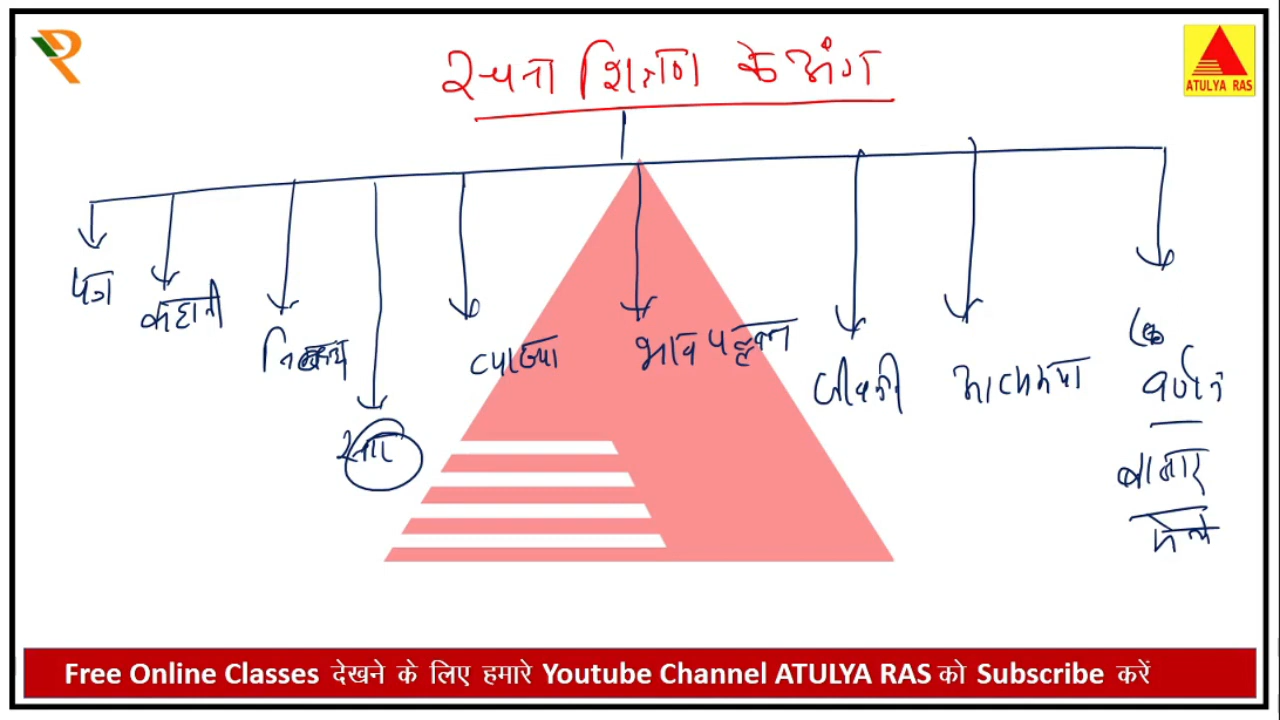 रचना शिक्षण के अंग
ATULYA RAS
पत्र
कहानी
निबन्ध
व्याख्या
भाव पल्लवन
जीवनी
आत्मकथा
वर्णन
बाजार
मेले
Free Online Classes देखने के लिए हमारे Youtube Channel ATULYA RAS को Subscribe करें